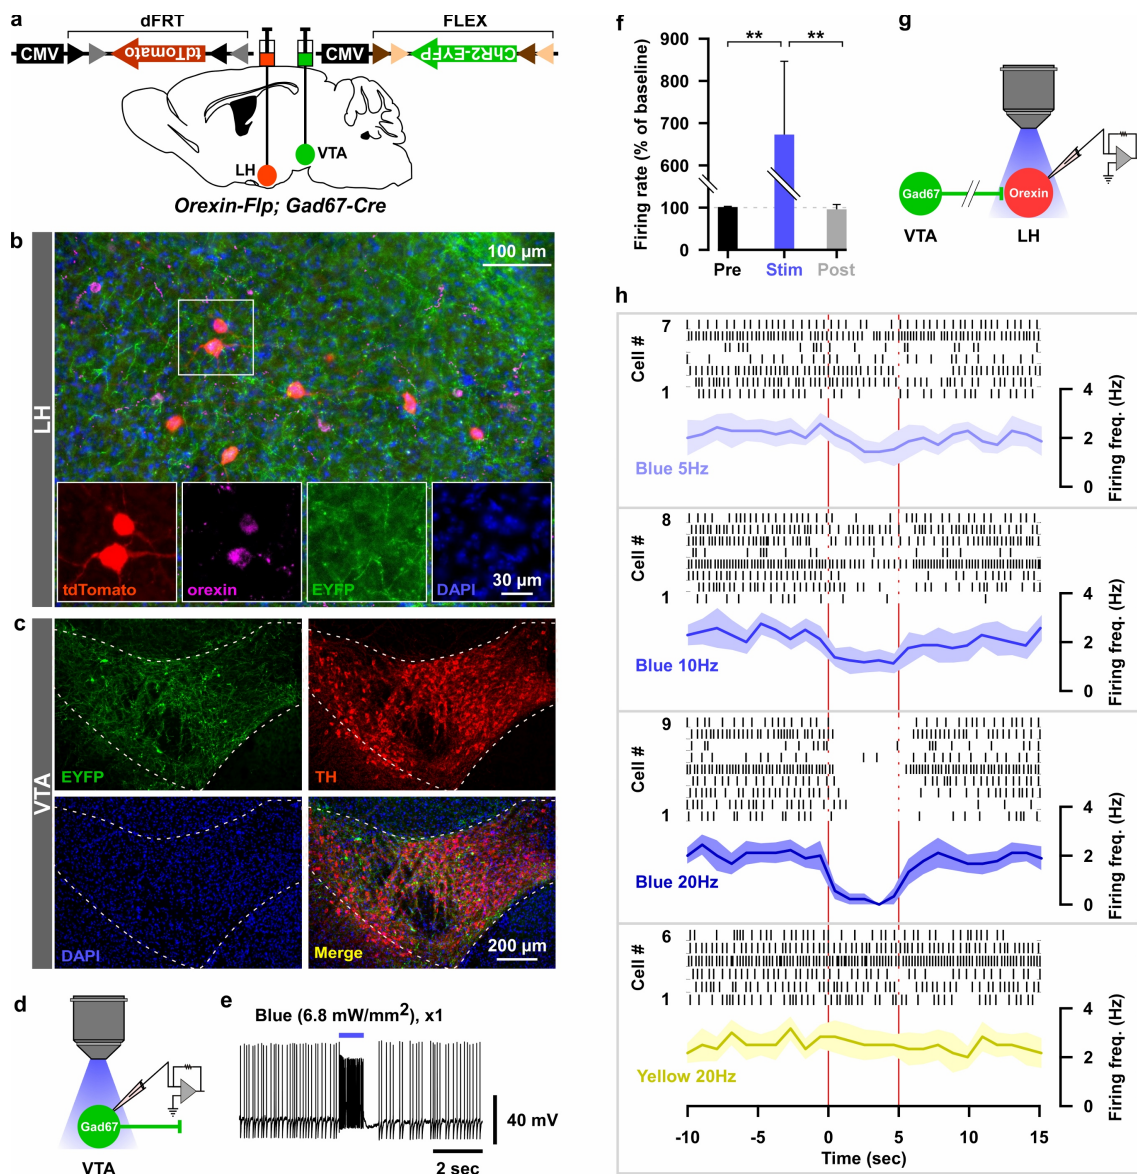 a
dFRT
FLEX
CMV
tdTomato
CMV
ChR2-EYFP
LH
VTA
Orexin-Flp; Gad67-Cre
b
LH
100 µm
tdTomato
orexin
EYFP
DAPI
30 µm
c
VTA
EYFP
TH
DAPI
Merge
200 µm
d
Gad67
VTA
e
Blue (6.8 mW/mm²), x1
40 mV
2 sec
f
Firing rate (% of baseline)
900
800
700
600
100
0
**
**
Pre
Stim
Post
g
Gad67
Orexin
VTA
LH
h
Cell #
7
1
Blue 5Hz
4
2
0
Firing freq. (Hz)
Cell #
8
1
Blue 10Hz
4
2
0
Firing freq. (Hz)
Cell #
9
1
Blue 20Hz
4
2
0
Firing freq. (Hz)
Cell #
6
1
Yellow 20Hz
4
2
0
Firing freq. (Hz)
-10
-5
0
5
10
15
Time (sec)